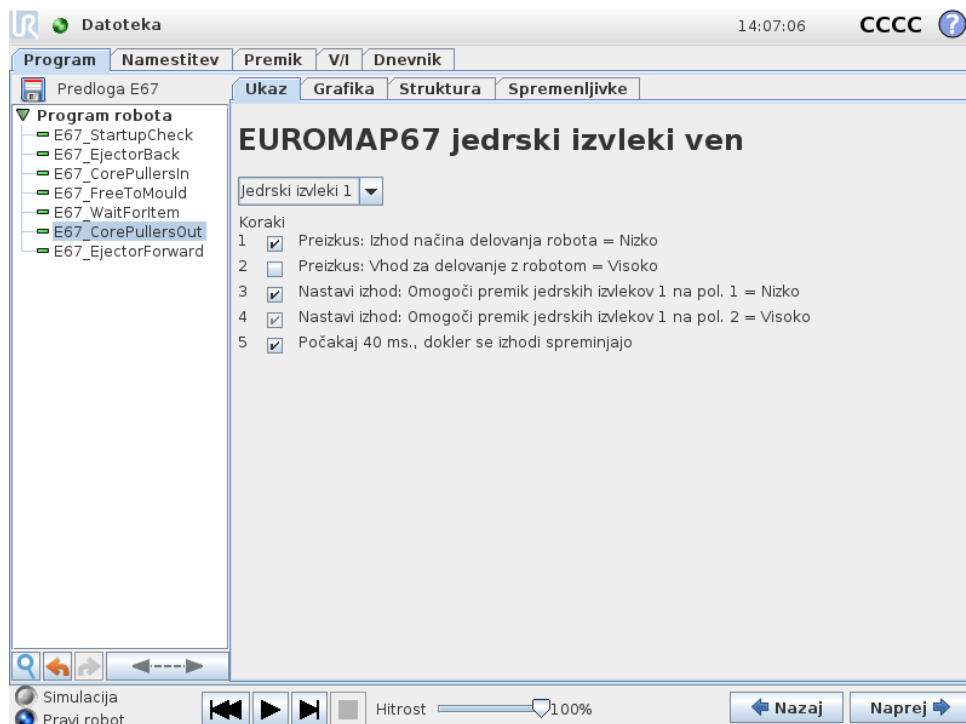 UR Datoteka 14:07:06 CCCC ?
Program Namestitev Premik V/I Dnevnik
Predloga E67
Ukaz Grafika Struktura Spremenljivke
Program robota
E67_StartupCheck
E67_EjectorBack
E67_CorePullersIn
E67_FreeToMould
E67_WaitForItem
E67_CorePullersOut
E67_EjectorForward
EUROMAP67 jedrski izvleki ven
Jedrski izvleki 1
Koraki
1 Preizkus: Izhod načina delovanja robota = Nizko
2 Preizkus: Vhod za delovanje z robotom = Visoko
3 Nastavi izhod: Omogoči premik jedrskih izvlekov 1 na pol. 1 = Nizko
4 Nastavi izhod: Omogoči premik jedrskih izvlekov 1 na pol. 2 = Visoko
5 Počakaj 40 ms., dokler se izhodi spreminjajo
Simulacija
Pravi robot
Hitrost 100%
Nazaj Naprej